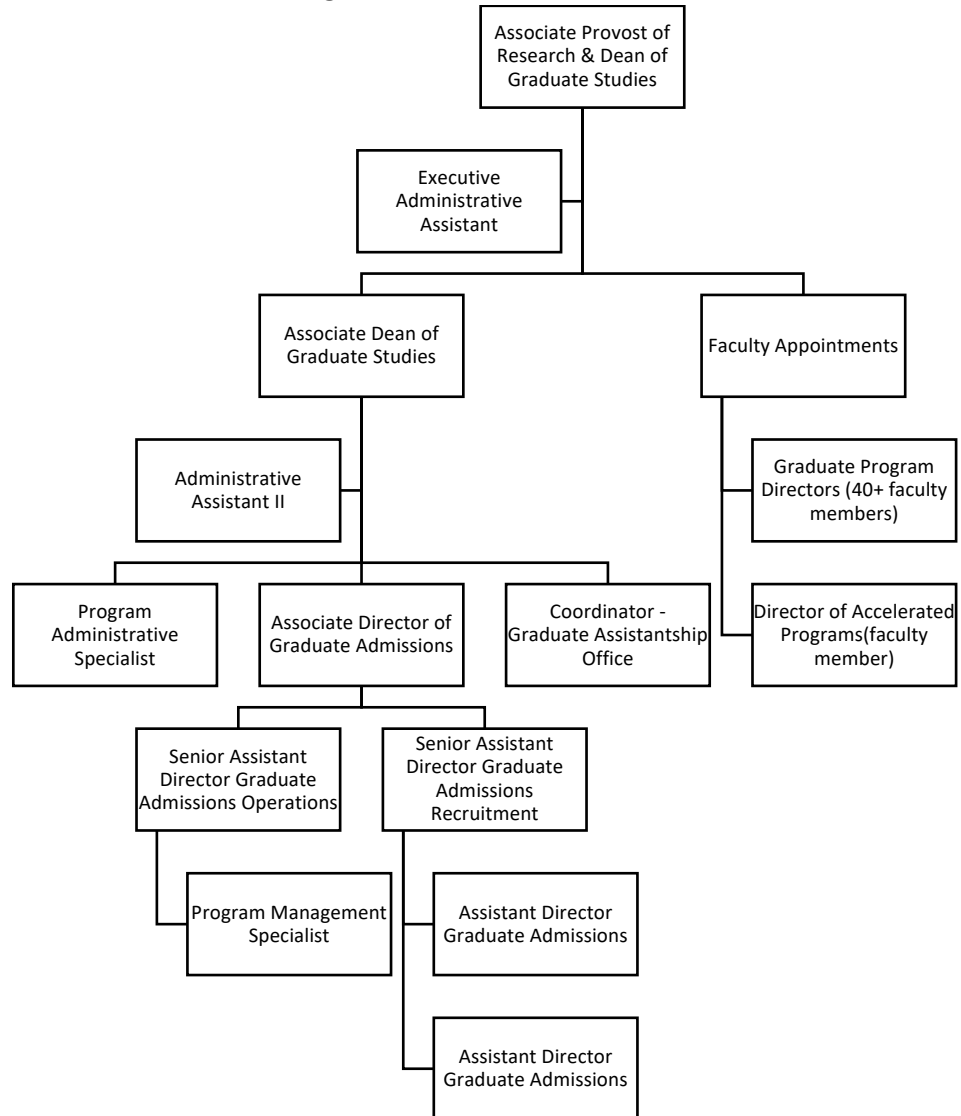 Associate Provost of
Research & Dean of
Graduate Studies
Executive
Administrative
Assistant
Associate Dean of
Graduate Studies
Faculty Appointments
Administrative
Assistant II
Graduate Program
Directors (40+ faculty
members)
Program
Administrative
Specialist
Associate Director of
Graduate Admissions
Coordinator -
Graduate Assistantship
Office
Director of Accelerated
Programs(faculty
member)
Senior Assistant
Director Graduate
Admissions Operations
Senior Assistant
Director Graduate
Admissions
Recruitment
Program Management
Specialist
Assistant Director
Graduate Admissions
Assistant Director
Graduate Admissions